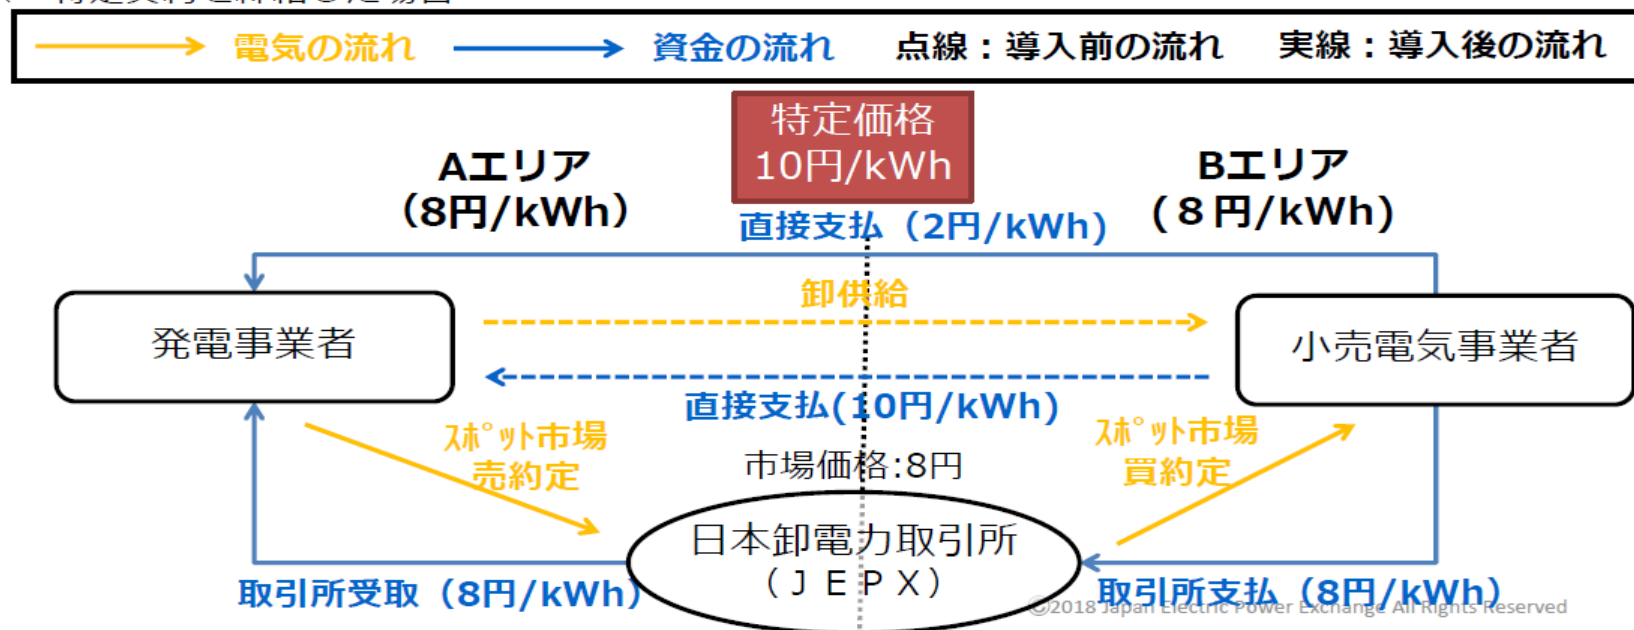 電気の流れ 資金の流れ 点線：導入前の流れ 実線：導入後の流れ
特定価格
10円/kWh
Aエリア
（8円/kWh）
Bエリア
(８円/kWh)
直接支払（2円/kWh)
卸供給
発電事業者
小売電気事業者
直接支払(10円/kWh)
ｽﾎﾟｯﾄ市場
売約定
市場価格:8円
ｽﾎﾟｯﾄ市場
買約定
日本卸電力取引所
（ＪＥＰＸ）
取引所受取（8円/kWh）
取引所支払（8円/kWh）
©2018 Japan Electric Power Exchange All Rights Reserved